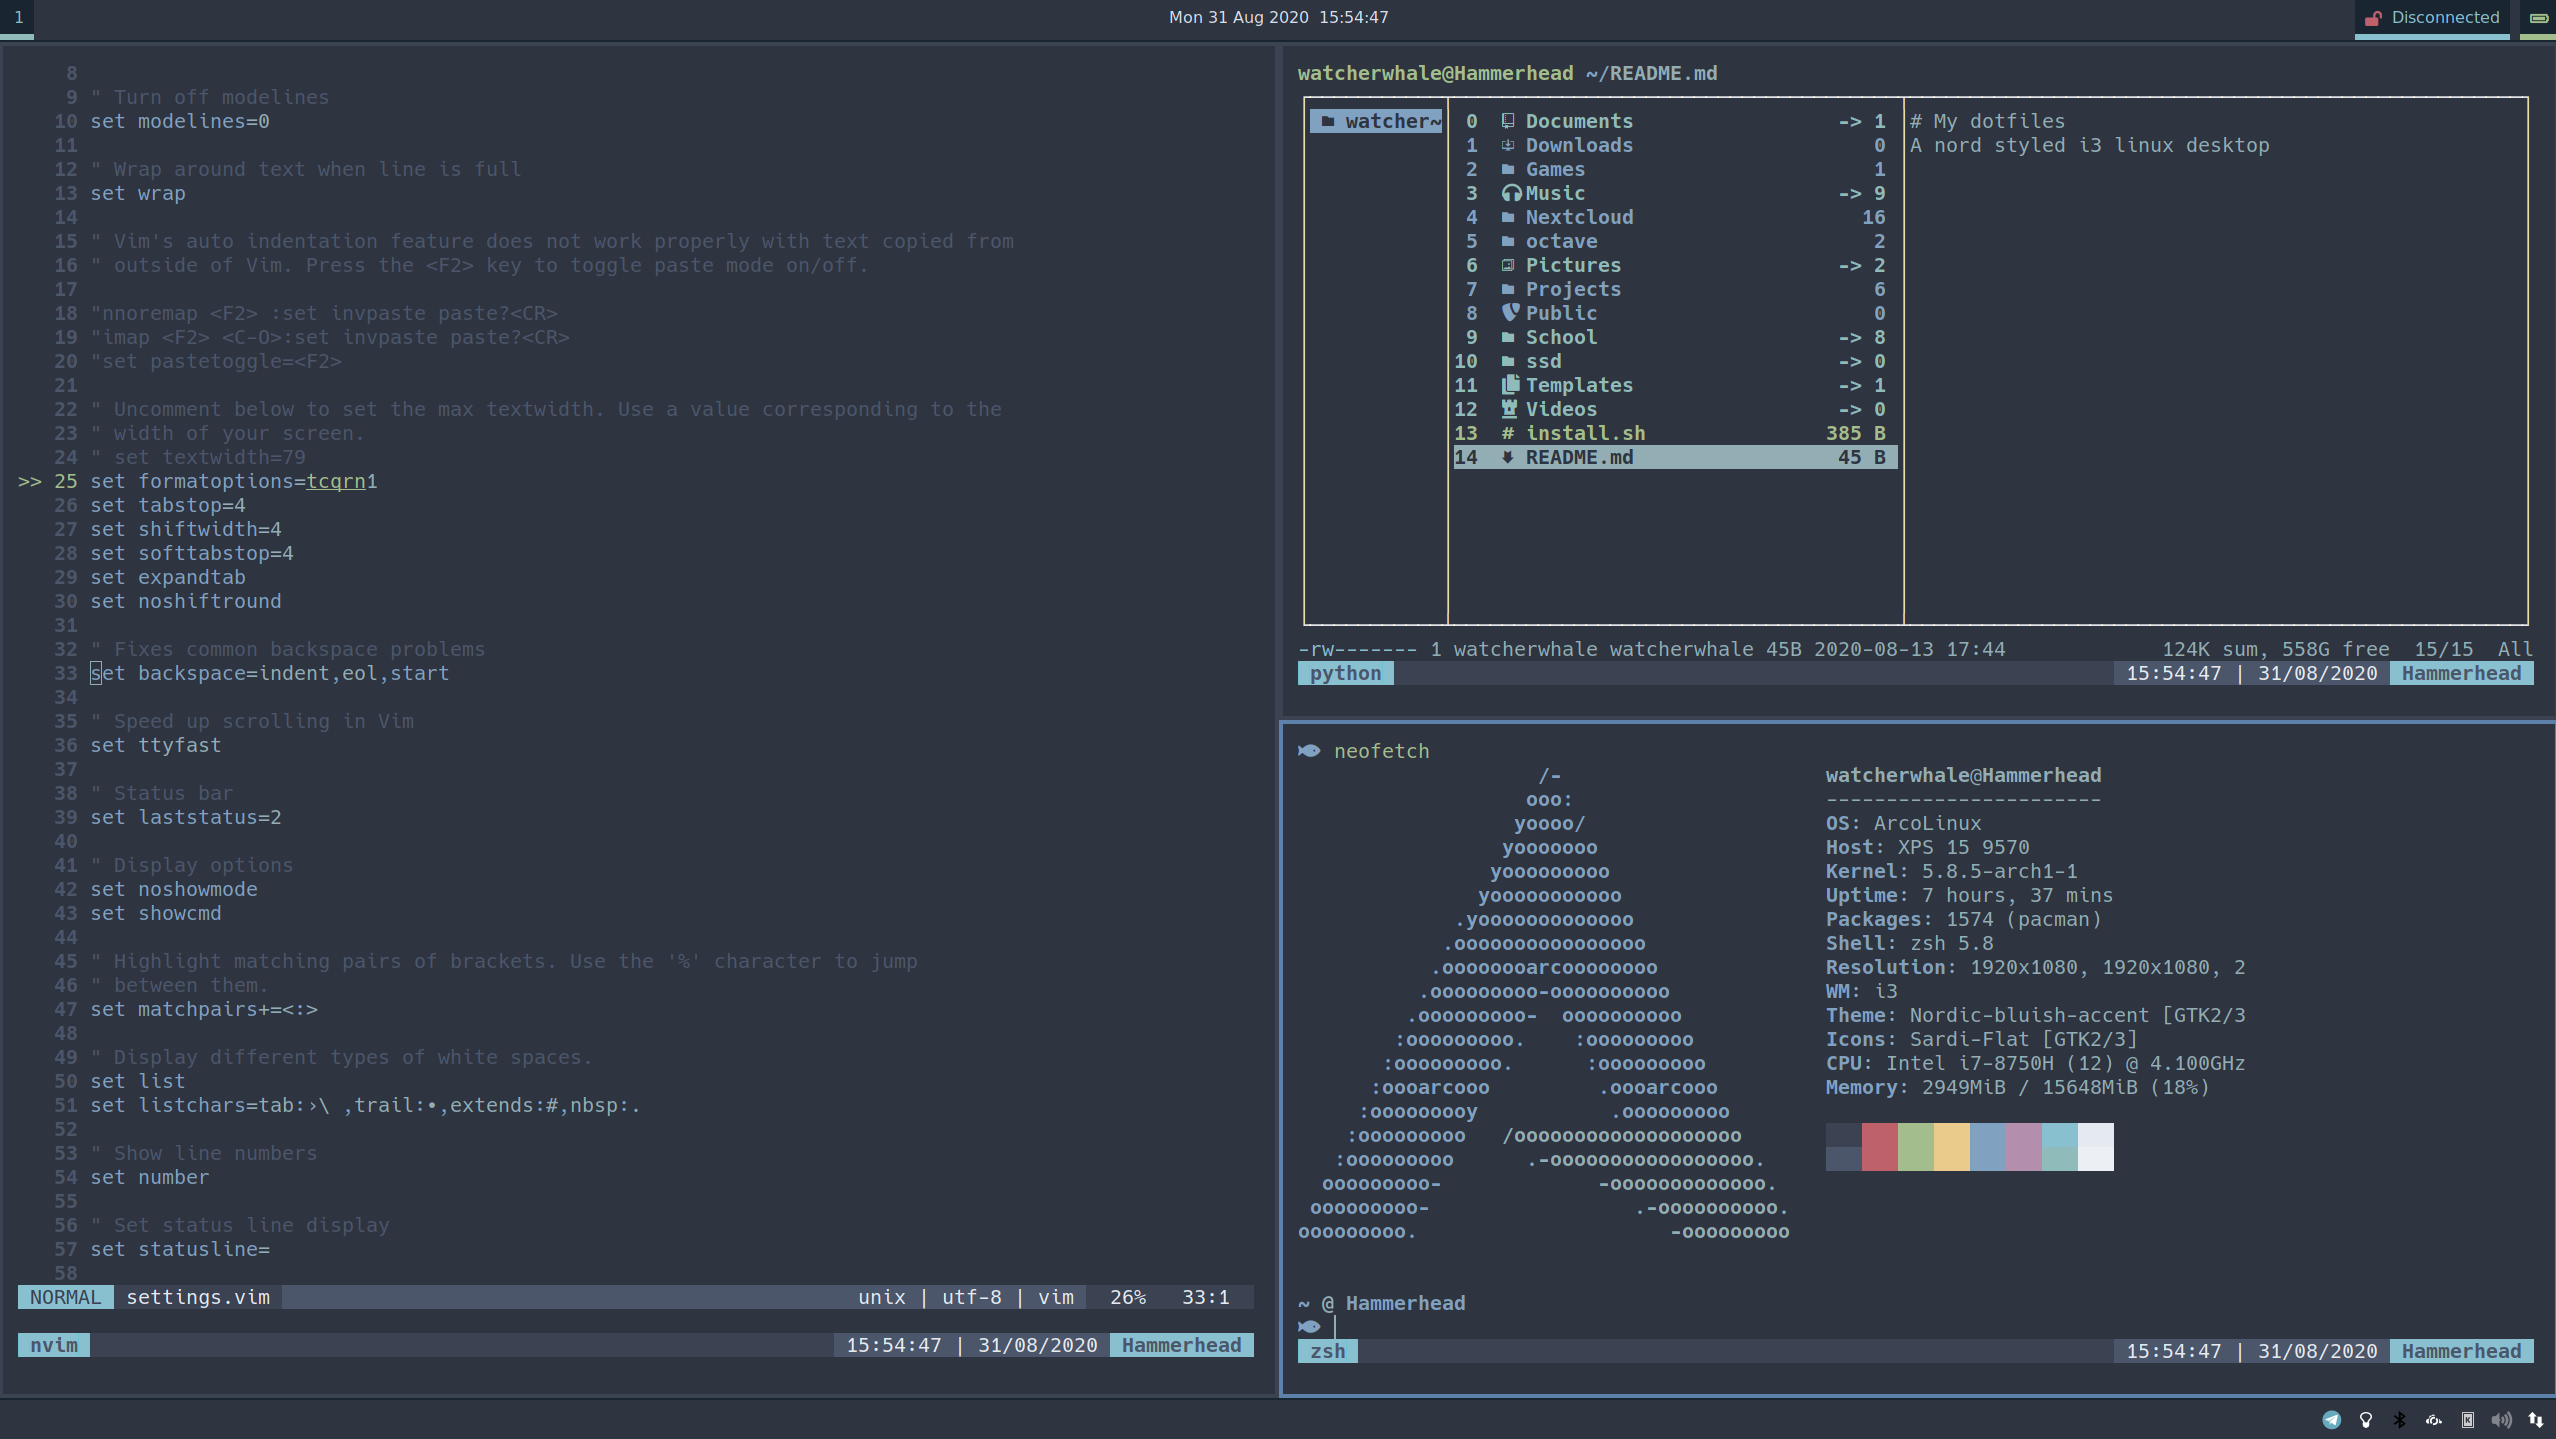 1
Mon 31 Aug 2020  15:54:47
Disconnected
8
9 " Turn off modelines
10 set modelines=0
11
12 " Wrap around text when line is full
13 set wrap
14
15 " Vim's auto indentation feature does not work properly with text copied from
16 " outside of Vim. Press the <F2> key to toggle paste mode on/off.
17
18 "nnoremap <F2> :set invpaste paste?<CR>
19 "imap <F2> <C-O>:set invpaste paste?<CR>
20 "set pastetoggle=<F2>
21
22 " Uncomment below to set the max textwidth. Use a value corresponding to the
23 " width of your screen.
24 " set textwidth=79
>> 25 set formatoptions=tcqrn1
26 set tabstop=4
27 set shiftwidth=4
28 set softtabstop=4
29 set expandtab
30 set noshiftround
31
32 " Fixes common backspace problems
33 set backspace=indent,eol,start
34
35 " Speed up scrolling in Vim
36 set ttyfast
37
38 " Status bar
39 set laststatus=2
40
41 " Display options
42 set noshowmode
43 set showcmd
44
45 " Highlight matching pairs of brackets. Use the '%' character to jump
46 " between them.
47 set matchpairs+=<:>
48
49 " Display different types of white spaces.
50 set list
51 set listchars=tab:›\ ,trail:•,extends:#,nbsp:.
52
53 " Show line numbers
54 set number
55
56 " Set status line display
57 set statusline=
58
NORMAL settings.vim unix | utf-8 | vim 26% 33:1
nvim 15:54:47 | 31/08/2020 Hammerhead
watcherwhale@Hammerhead ~/README.md
watcher~
0 Documents -> 1
1 Downloads 0
2 Games 1
3 Music -> 9
4 Nextcloud 16
5 octave 2
6 Pictures -> 2
7 Projects 6
8 Public 0
9 School -> 8
10 ssd -> 0
11 Templates -> 1
12 Videos -> 0
13 # install.sh 385 B
14 README.md 45 B
# My dotfiles
A nord styled i3 linux desktop
-rw------- 1 watcherwhale watcherwhale 45B 2020-08-13 17:44 124K sum, 558G free 15/15 All
python 15:54:47 | 31/08/2020 Hammerhead
neofetch
/-
ooo:
yoooo/
yooooooo
yooooooooo
yooooooooooo
.yooooooooooooo
.oooooooooooooooo
.oooooooarcoooooooo
.ooooooooo-oooooooooo
.ooooooooo-  oooooooooo
:ooooooooo.    :ooooooooo
:ooooooooo.      :ooooooooo
:oooarcooo         .oooarcooo
:ooooooooy           .ooooooooo
:ooooooooo   /ooooooooooooooooooo
:ooooooooo      .-ooooooooooooooooo.
ooooooooo-             -ooooooooooooo.
ooooooooo-                 .-oooooooooo.
ooooooooo.                     -ooooooooo
watcherwhale@Hammerhead
-----------------------
OS: ArcoLinux
Host: XPS 15 9570
Kernel: 5.8.5-arch1-1
Uptime: 7 hours, 37 mins
Packages: 1574 (pacman)
Shell: zsh 5.8
Resolution: 1920x1080, 1920x1080, 2
WM: i3
Theme: Nordic-bluish-accent [GTK2/3
Icons: Sardi-Flat [GTK2/3]
CPU: Intel i7-8750H (12) @ 4.100GHz
Memory: 2949MiB / 15648MiB (18%)
~ @ Hammerhead
zsh 15:54:47 | 31/08/2020 Hammerhead